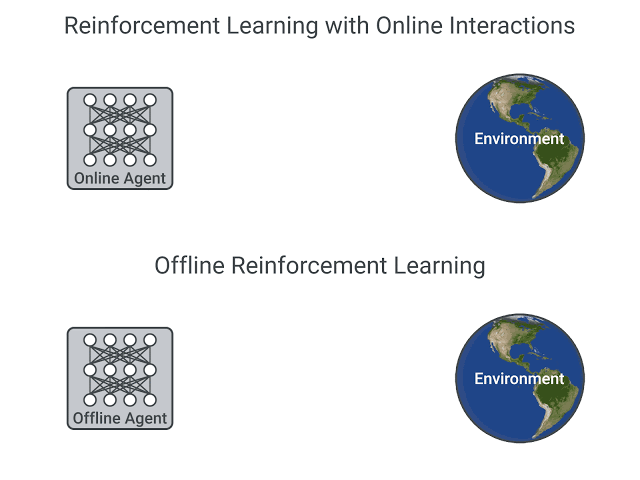 Reinforcement Learning with Online Interactions
Online Agent
Environment
Offline Reinforcement Learning
Offline Agent
Environment